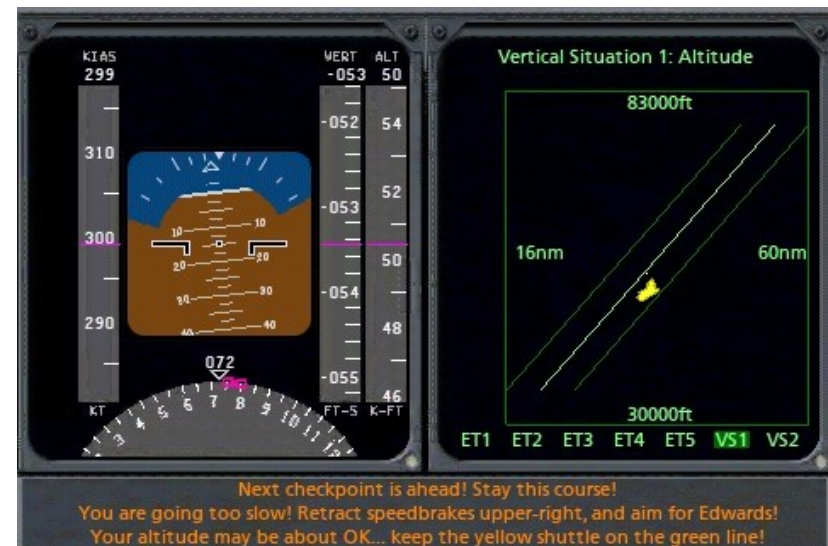 KIAS VERT ALT
299 -053 50
310
300
290
-052
-053
-054
-055
54
52
50
48
46
10 10
20 20
30 30
40 40
072
KT FT-S K-FT
3 4 5 6 7 8 9 10 11 12
Vertical Situation 1: Altitude
83000ft
16nm 60nm
30000ft
ET1 ET2 ET3 ET4 ET5 VS1 VS2
Next checkpoint is ahead! Stay this course!
You are going too slow! Retract speedbrakes upper-right, and aim for Edwards!
Your altitude may be about OK... keep the yellow shuttle on the green line!